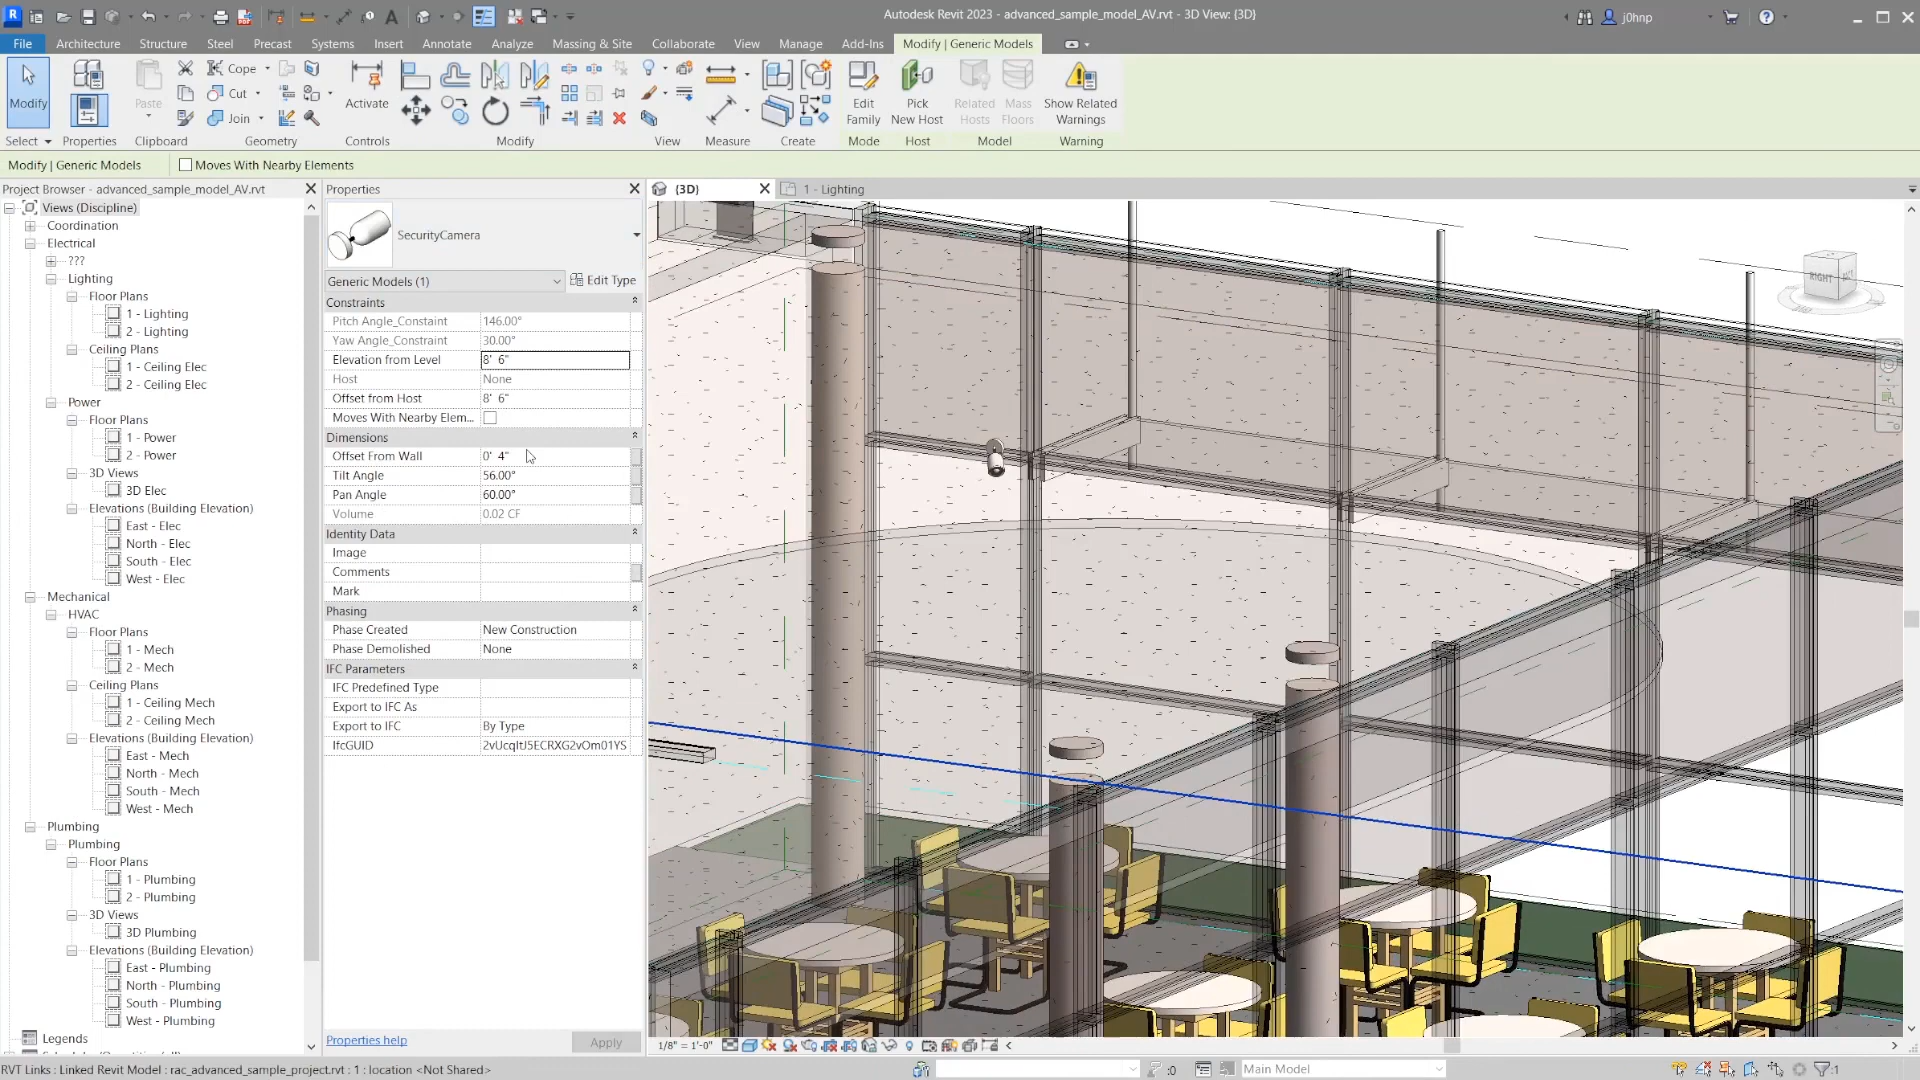 Autodesk Revit 2023 - advanced_sample_model_AV.rvt - 3D View: {3D}
j0hnp
File Architecture Structure Steel Precast Systems Insert Annotate Analyze Massing & Site Collaborate View Manage Add-Ins Modify | Generic Models
Modify
Paste
Cope
Cut
Join
Activate
Edit Family
Pick New Host
Related Hosts
Mass Floors
Show Related Warnings
Select Properties Clipboard Geometry Controls Modify View Measure Create Mode Host Model Warning
Modify | Generic Models
Moves With Nearby Elements
Project Browser - advanced_sample_model_AV.rvt
Views (Discipline)
Coordination
Electrical
???
Lighting
Floor Plans
1 - Lighting
2 - Lighting
Ceiling Plans
1 - Ceiling Elec
2 - Ceiling Elec
Power
Floor Plans
1 - Power
2 - Power
3D Views
3D Elec
Elevations (Building Elevation)
East - Elec
North - Elec
South - Elec
West - Elec
Mechanical
HVAC
Floor Plans
1 - Mech
2 - Mech
Ceiling Plans
1 - Ceiling Mech
2 - Ceiling Mech
Elevations (Building Elevation)
East - Mech
North - Mech
South - Mech
West - Mech
Plumbing
Plumbing
Floor Plans
1 - Plumbing
2 - Plumbing
3D Views
3D Plumbing
Elevations (Building Elevation)
East - Plumbing
North - Plumbing
South - Plumbing
West - Plumbing
Legends
Properties
SecurityCamera
Generic Models (1)
Edit Type
Constraints
Pitch Angle_Constaint 146.00°
Yaw Angle_Constraint 30.00°
Elevation from Level 8' 6"
Host None
Offset from Host 8' 6"
Moves With Nearby Elem...
Dimensions
Offset From Wall 0' 4"
Tilt Angle 56.00°
Pan Angle 60.00°
Volume 0.02 CF
Identity Data
Image
Comments
Mark
Phasing
Phase Created New Construction
Phase Demolished None
IFC Parameters
IFC Predefined Type
Export to IFC As
Export to IFC By Type
IfcGUID 2vUcqItJ5ECRXG2vOm01YS
Properties help
Apply
{3D}
1 - Lighting
RIGHT
1/8" = 1'-0"
RVT Links : Linked Revit Model : rac_advanced_sample_project.rvt : 1 : location <Not Shared>
:0
Main Model
:1